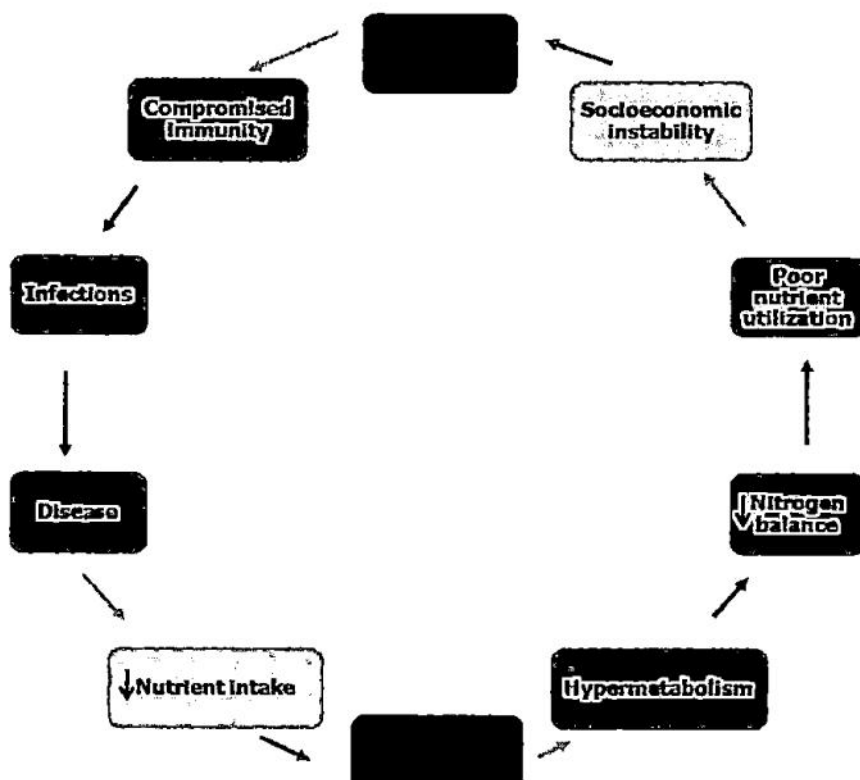 Compromised
immunity
Socioeconomic
instability
Infections
Poor
nutrient
utilization
Disease
↓Nitrogen
balance
↓Nutrient intake
Hypermetabolism